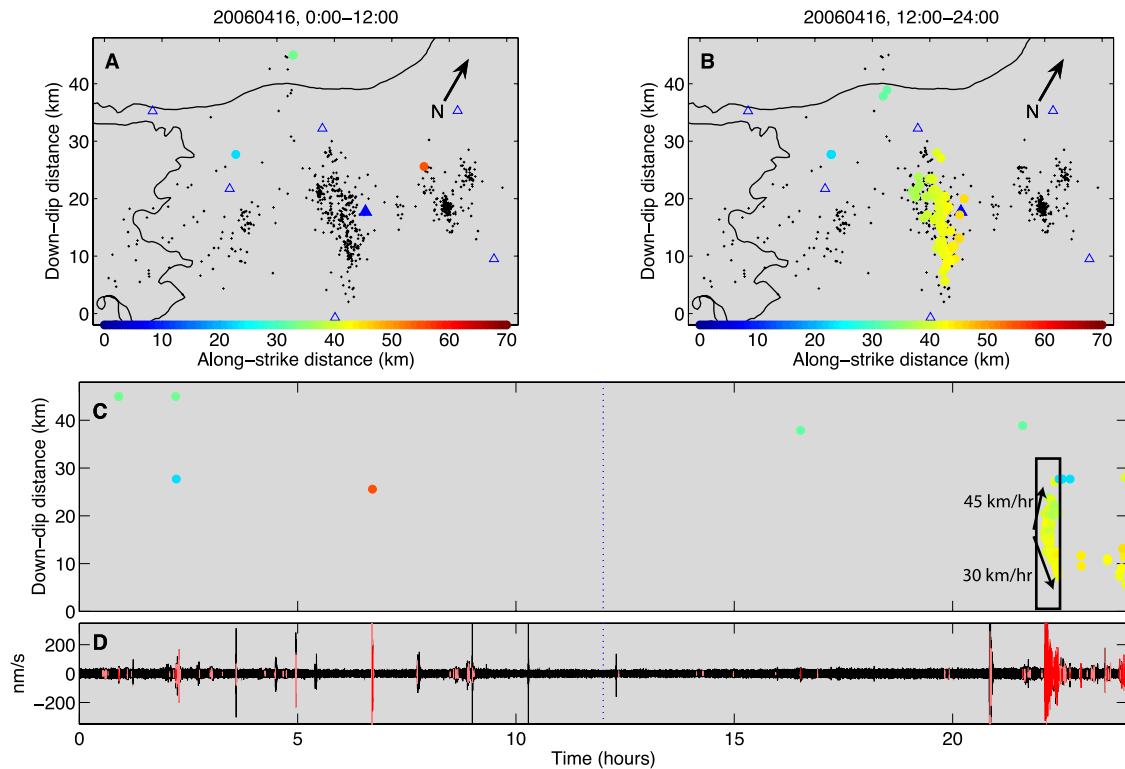 20060416, 0:00−12:00
20060416, 12:00−24:00
A
N
Down−dip distance (km)
40
30
20
10
0
0 10 20 30 40 50 60 70
Along−strike distance (km)
B
N
Down−dip distance (km)
40
30
20
10
0
0 10 20 30 40 50 60 70
Along−strike distance (km)
C
Down−dip distance (km)
40
30
20
10
0
45 km/hr
30 km/hr
D
nm/s
200
0
−200
0 5 10 15 20
Time (hours)